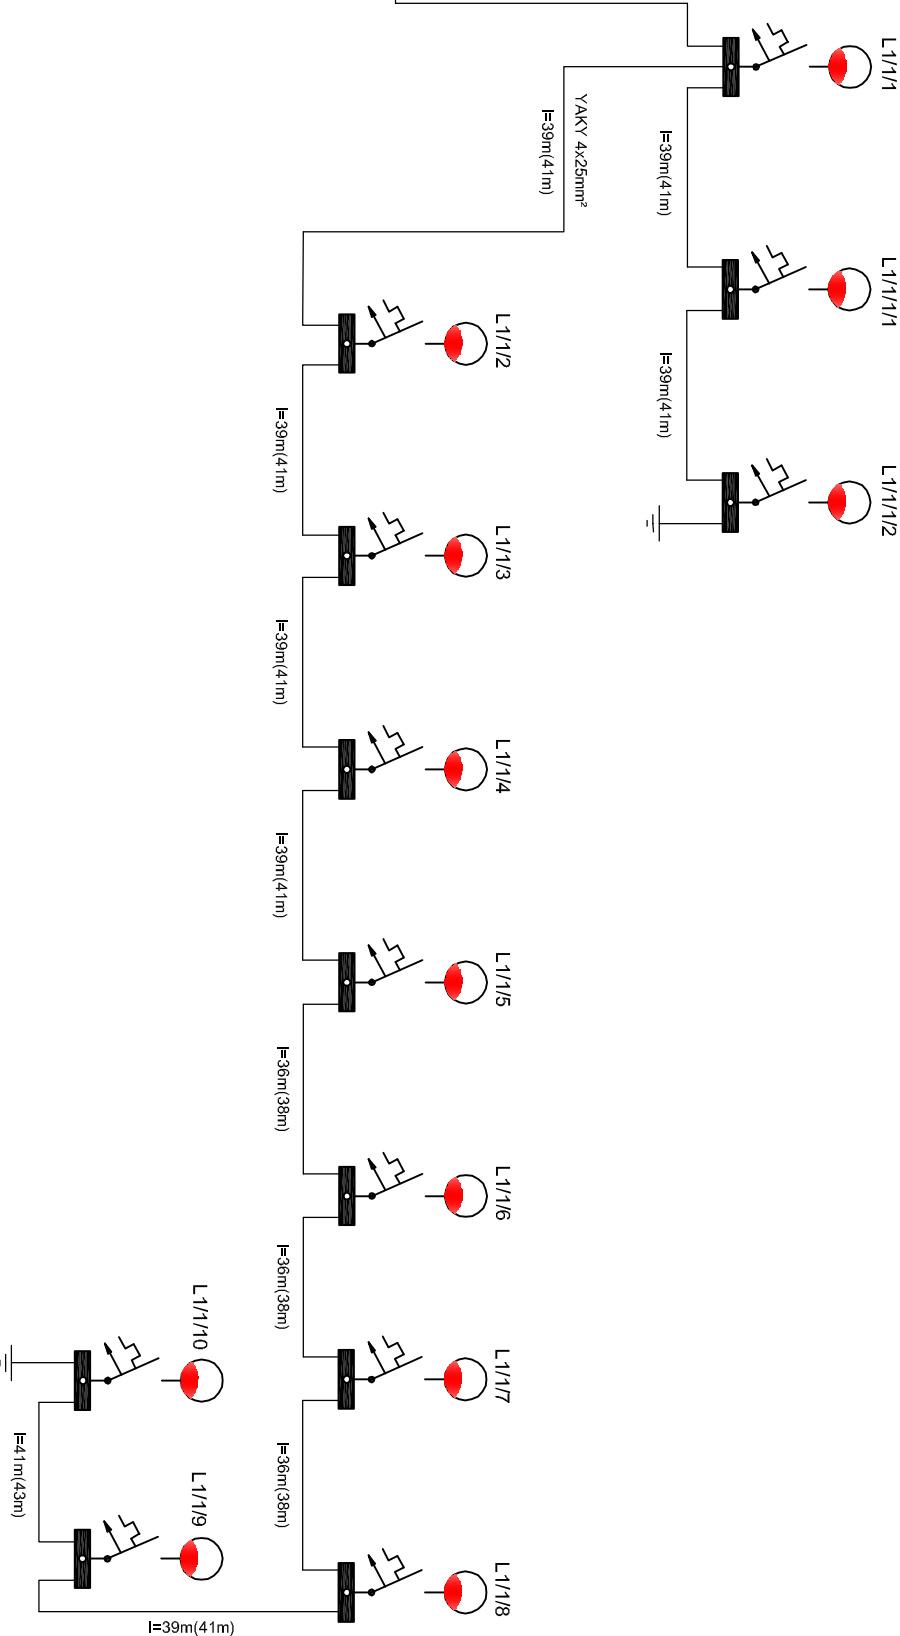 L1/1/1
L1/1/1/1
L1/1/1/2
l=39m(41m)
l=39m(41m)
YAKY 4x25mm²
l=39m(41m)
L1/1/2
L1/1/3
L1/1/4
L1/1/5
L1/1/6
L1/1/7
L1/1/8
l=39m(41m)
l=39m(41m)
l=39m(41m)
l=36m(38m)
l=36m(38m)
l=36m(38m)
L1/1/10
L1/1/9
l=41m(43m)
l=39m(41m)